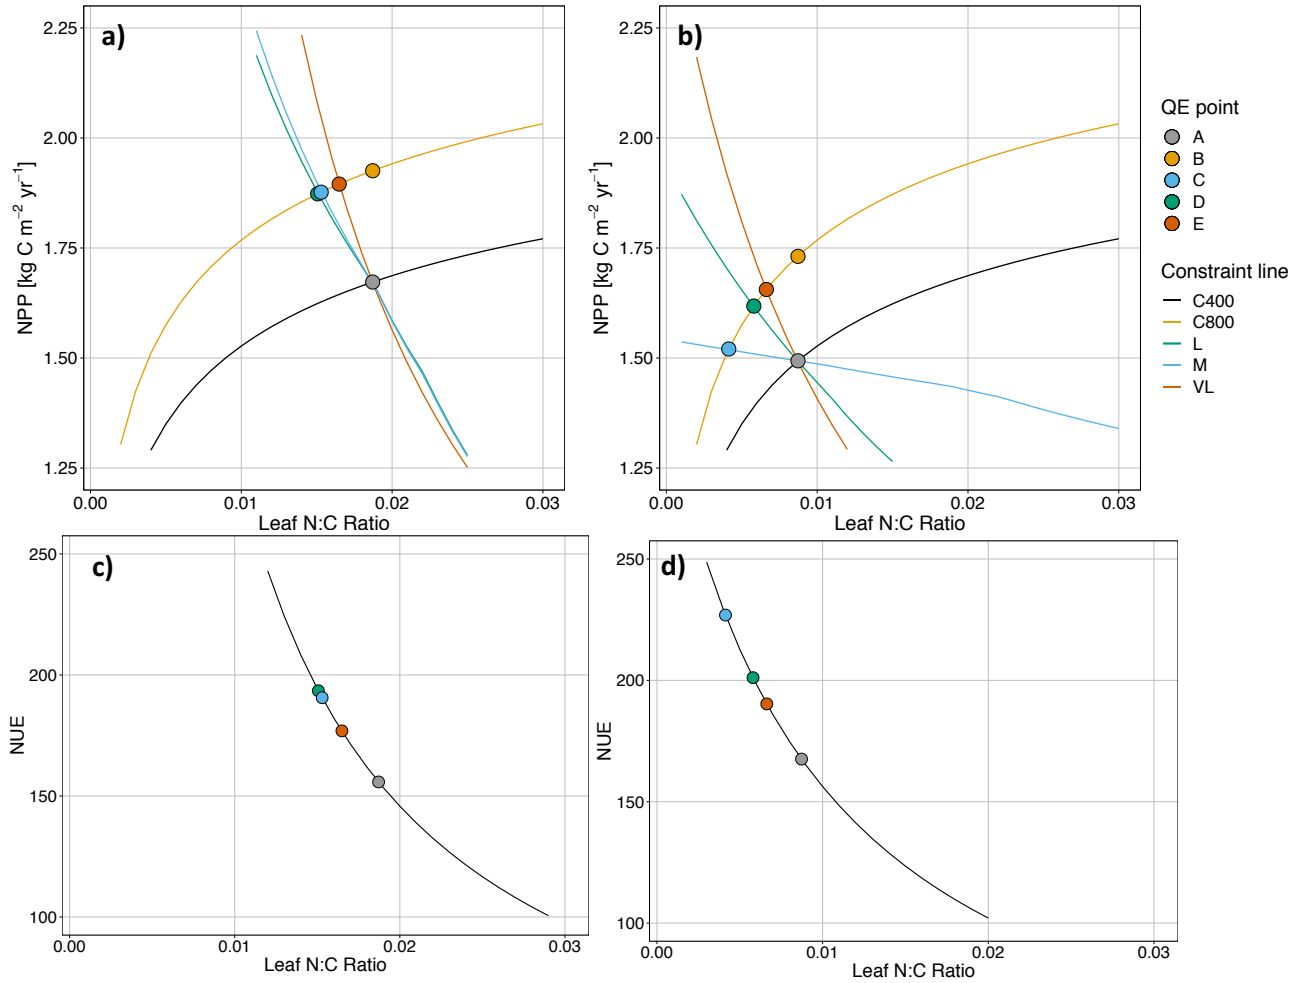 a)
2.25
2.00
1.75
1.50
1.25
NPP [kg C m⁻² yr⁻¹]
0.00 0.01 0.02 0.03
Leaf N:C Ratio
b)
2.25
2.00
1.75
1.50
1.25
NPP [kg C m⁻² yr⁻¹]
0.00 0.01 0.02 0.03
Leaf N:C Ratio
QE point
A
B
C
D
E
Constraint line
C400
C800
L
M
VL
c)
250
200
150
100
NUE
0.00 0.01 0.02 0.03
Leaf N:C Ratio
d)
250
200
150
100
NUE
0.00 0.01 0.02 0.03
Leaf N:C Ratio